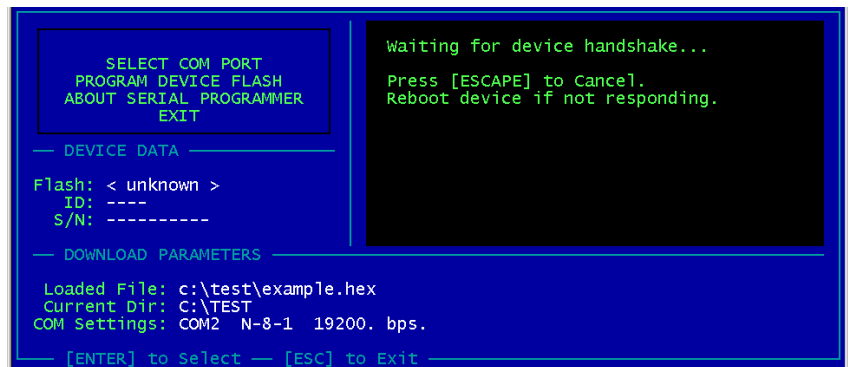 SELECT COM PORT
PROGRAM DEVICE FLASH
ABOUT SERIAL PROGRAMMER
EXIT
Waiting for device handshake...
Press [ESCAPE] to Cancel.
Reboot device if not responding.
DEVICE DATA
Flash: < unknown >
ID: ----
S/N: ----------
DOWNLOAD PARAMETERS
Loaded File: c:\test\example.hex
Current Dir: C:\TEST
COM Settings: COM2 N-8-1 19200. bps.
[ENTER] to Select — [ESC] to Exit